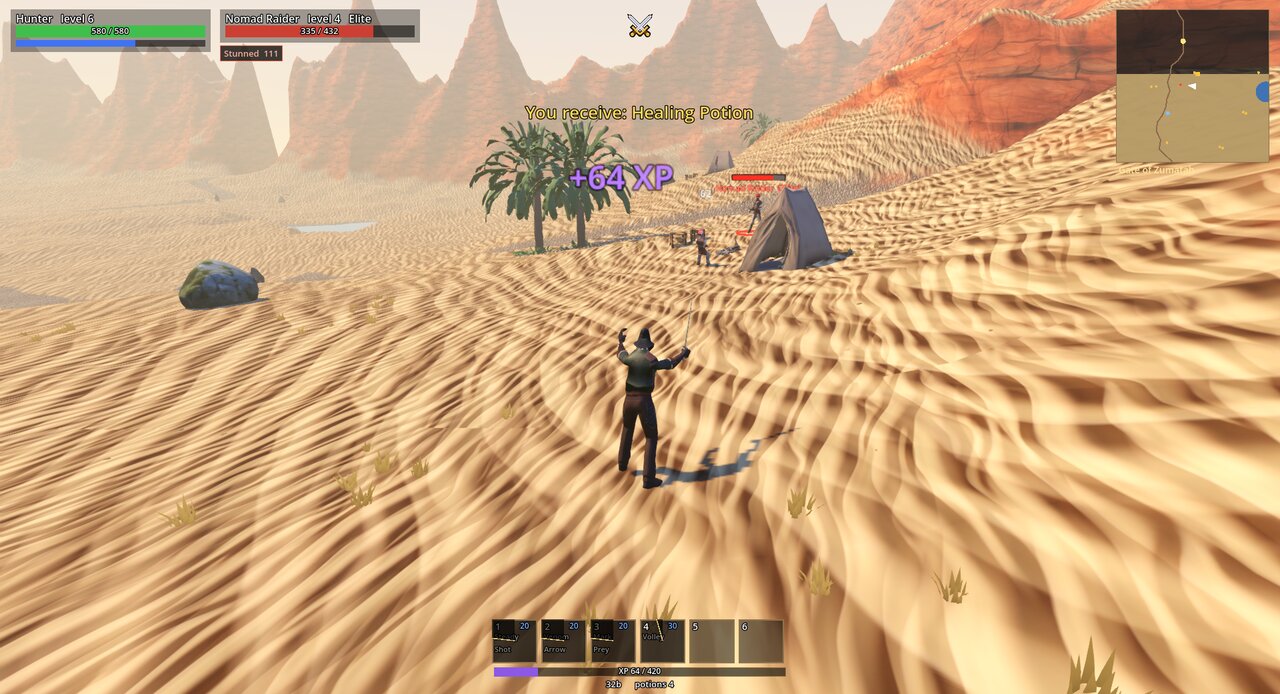 Hunter level 6
580 / 580
Nomad Raider level 4 Elite
335 / 432
Stunned 111
You receive: Healing Potion
+64 XP
1 20
Shot
2 20
Arrow
3 20
Prey
4 30
Volley
5
6
XP 64 / 420
32b potions 4